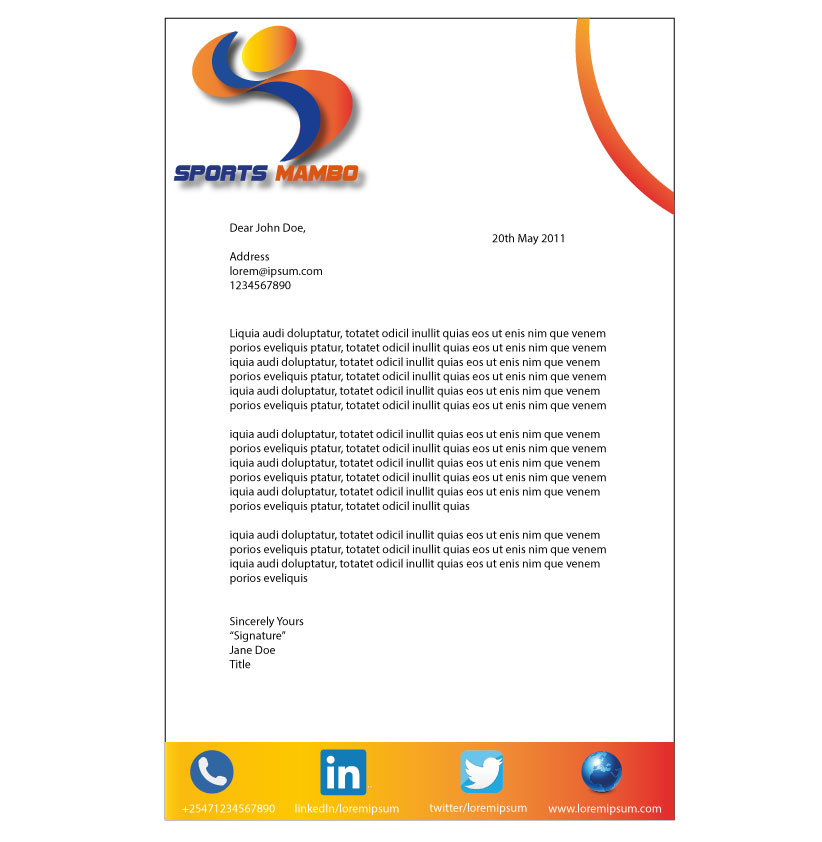 SPORTS MAMBO
Dear John Doe,
20th May 2011
Address
lorem@ipsum.com
1234567890
Liquia audi doluptatur, totatet odicil inullit quias eos ut enis nim que venem
porios eveliquis ptatur, totatet odicil inullit quias eos ut enis nim que venem
iquia audi doluptatur, totatet odicil inullit quias eos ut enis nim que venem
porios eveliquis ptatur, totatet odicil inullit quias eos ut enis nim que venem
iquia audi doluptatur, totatet odicil inullit quias eos ut enis nim que venem
porios eveliquis ptatur, totatet odicil inullit quias eos ut enis nim que venem
iquia audi doluptatur, totatet odicil inullit quias eos ut enis nim que venem
porios eveliquis ptatur, totatet odicil inullit quias eos ut enis nim que venem
iquia audi doluptatur, totatet odicil inullit quias eos ut enis nim que venem
porios eveliquis ptatur, totatet odicil inullit quias eos ut enis nim que venem
iquia audi doluptatur, totatet odicil inullit quias eos ut enis nim que venem
porios eveliquis ptatur, totatet odicil inullit quias
iquia audi doluptatur, totatet odicil inullit quias eos ut enis nim que venem
porios eveliquis ptatur, totatet odicil inullit quias eos ut enis nim que venem
iquia audi doluptatur, totatet odicil inullit quias eos ut enis nim que venem
porios eveliquis
Sincerely Yours
“Signature”
Jane Doe
Title
in
+25471234567890 linkedIn/loremipsum twitter/loremipsum www.loremipsum.com